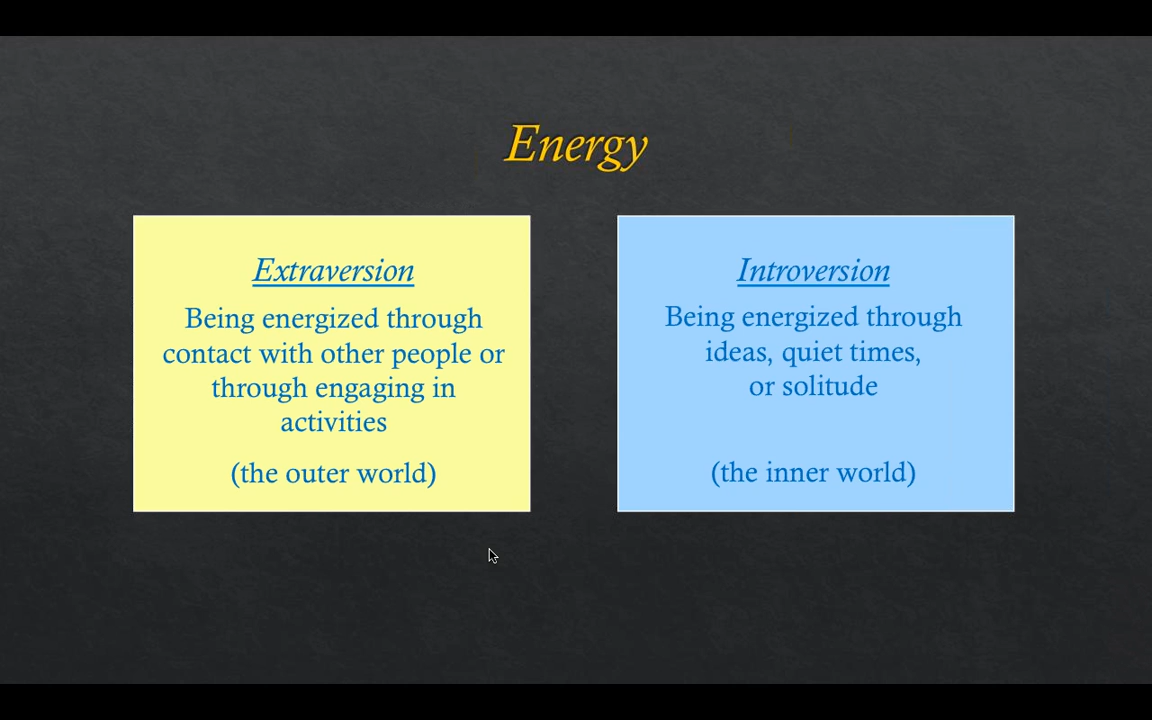 Energy
Extraversion
Being energized through
contact with other people or
through engaging in
activities
(the outer world)
Introversion
Being energized through
ideas, quiet times,
or solitude
(the inner world)